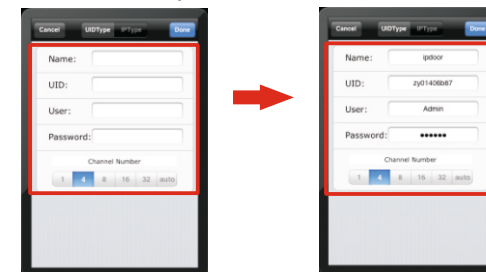 Cancel UIDType IPType Done
Name:
UID:
User:
Password:
Channel Number
1 4 8 16 32 auto
Cancel UIDType IPType Done
Name: ipdoor
UID: zy01406b87
User: Admin
Password: ●●●●●●
Channel Number
1 4 8 16 32 auto